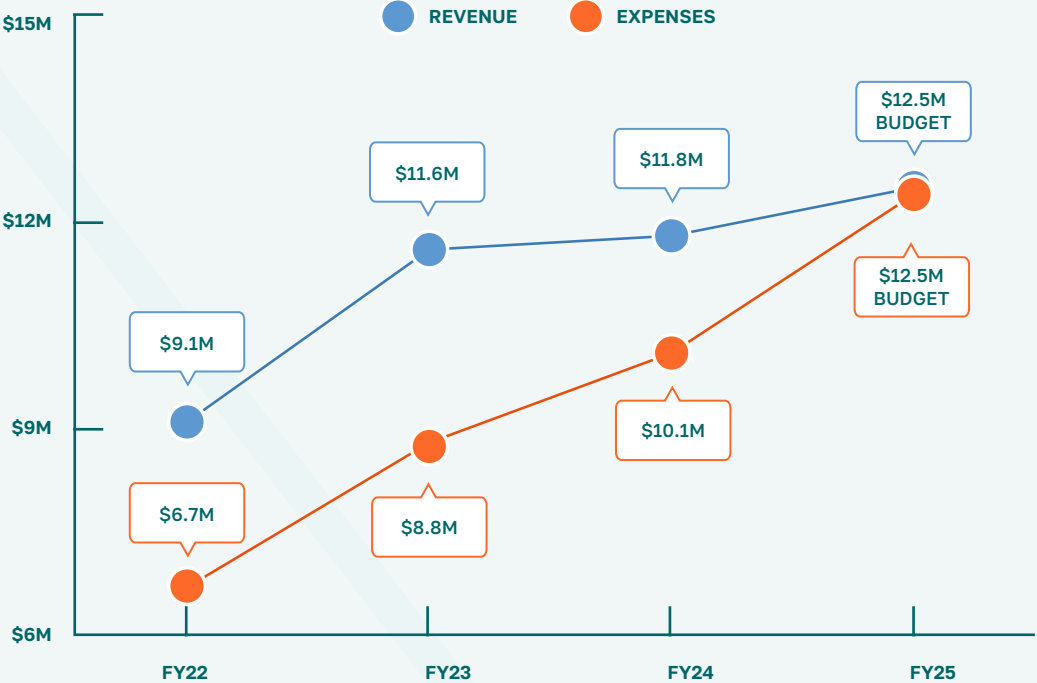 REVENUE
EXPENSES
$15M
$12M
$9M
$6M
$12.5M
BUDGET
$11.6M
$11.8M
$9.1M
$12.5M
BUDGET
$10.1M
$6.7M
$8.8M
FY22
FY23
FY24
FY25